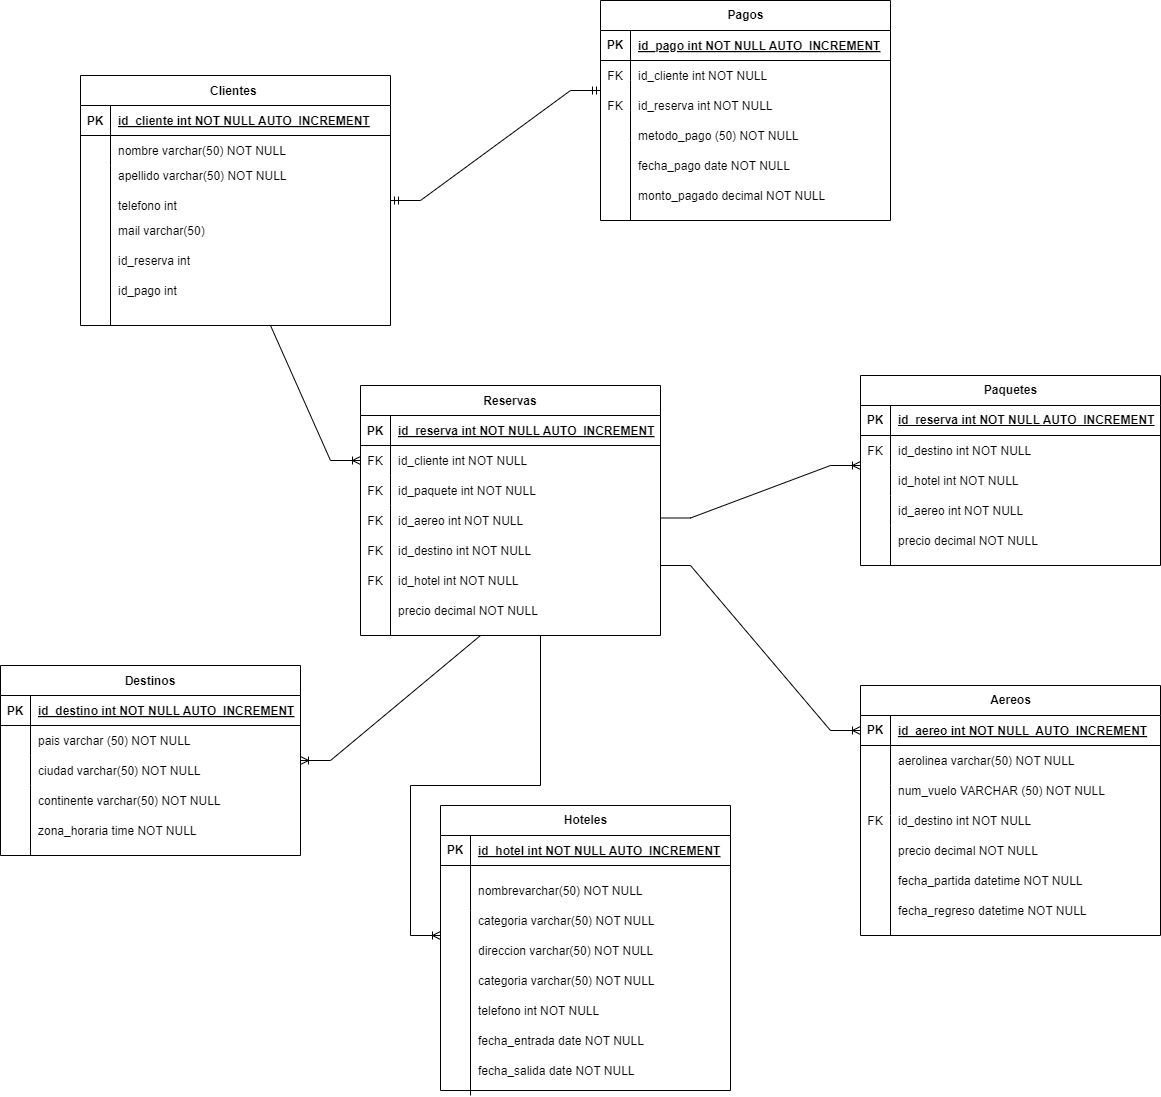 Pagos
PK id_pago int NOT NULL AUTO_INCREMENT
FK id_cliente int NOT NULL
FK id_reserva int NOT NULL
metodo_pago (50) NOT NULL
fecha_pago date NOT NULL
monto_pagado decimal NOT NULL
Clientes
PK id_cliente int NOT NULL AUTO_INCREMENT
nombre varchar(50) NOT NULL
apellido varchar(50) NOT NULL
telefono int
mail varchar(50)
id_reserva int
id_pago int
Reservas
PK id_reserva int NOT NULL AUTO_INCREMENT
FK id_cliente int NOT NULL
FK id_paquete int NOT NULL
FK id_aereo int NOT NULL
FK id_destino int NOT NULL
FK id_hotel int NOT NULL
precio decimal NOT NULL
Paquetes
PK id_reserva int NOT NULL AUTO_INCREMENT
FK id_destino int NOT NULL
id_hotel int NOT NULL
id_aereo int NOT NULL
precio decimal NOT NULL
Destinos
PK id_destino int NOT NULL AUTO_INCREMENT
pais varchar (50) NOT NULL
ciudad varchar(50) NOT NULL
continente varchar(50) NOT NULL
zona_horaria time NOT NULL
Aereos
PK id_aereo int NOT NULL AUTO_INCREMENT
aerolinea varchar(50) NOT NULL
num_vuelo VARCHAR (50) NOT NULL
FK id_destino int NOT NULL
precio decimal NOT NULL
fecha_partida datetime NOT NULL
fecha_regreso datetime NOT NULL
Hoteles
PK id_hotel int NOT NULL AUTO_INCREMENT
nombrevarchar(50) NOT NULL
categoria varchar(50) NOT NULL
direccion varchar(50) NOT NULL
categoria varchar(50) NOT NULL
telefono int NOT NULL
fecha_entrada date NOT NULL
fecha_salida date NOT NULL